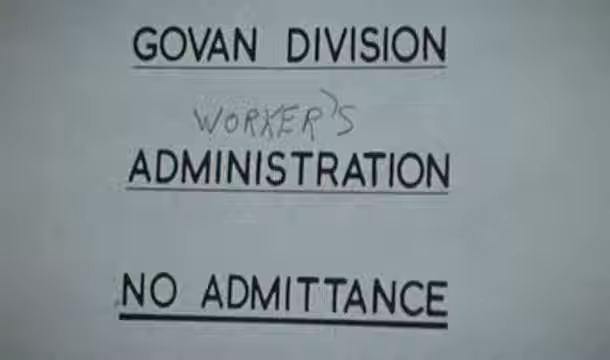 GOVAN DIVISION
WORKER'S
ADMINISTRATION
NO ADMITTANCE